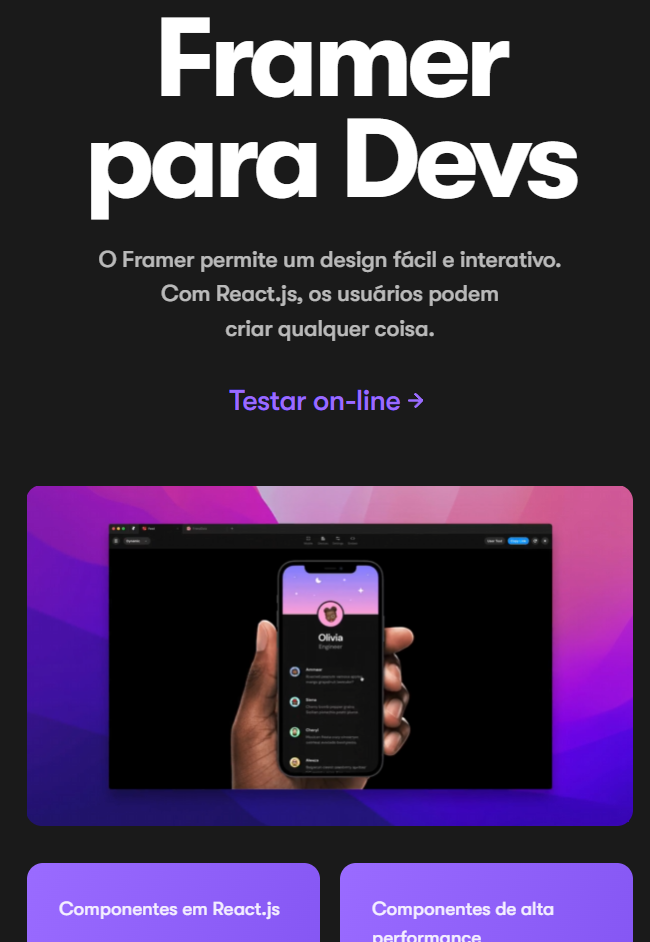 Framer
para Devs
O Framer permite um design fácil e interativo.
Com React.js, os usuários podem
criar qualquer coisa.
Testar on-line →
Olivia
Engineer
Componentes em React.js
Componentes de alta
performance